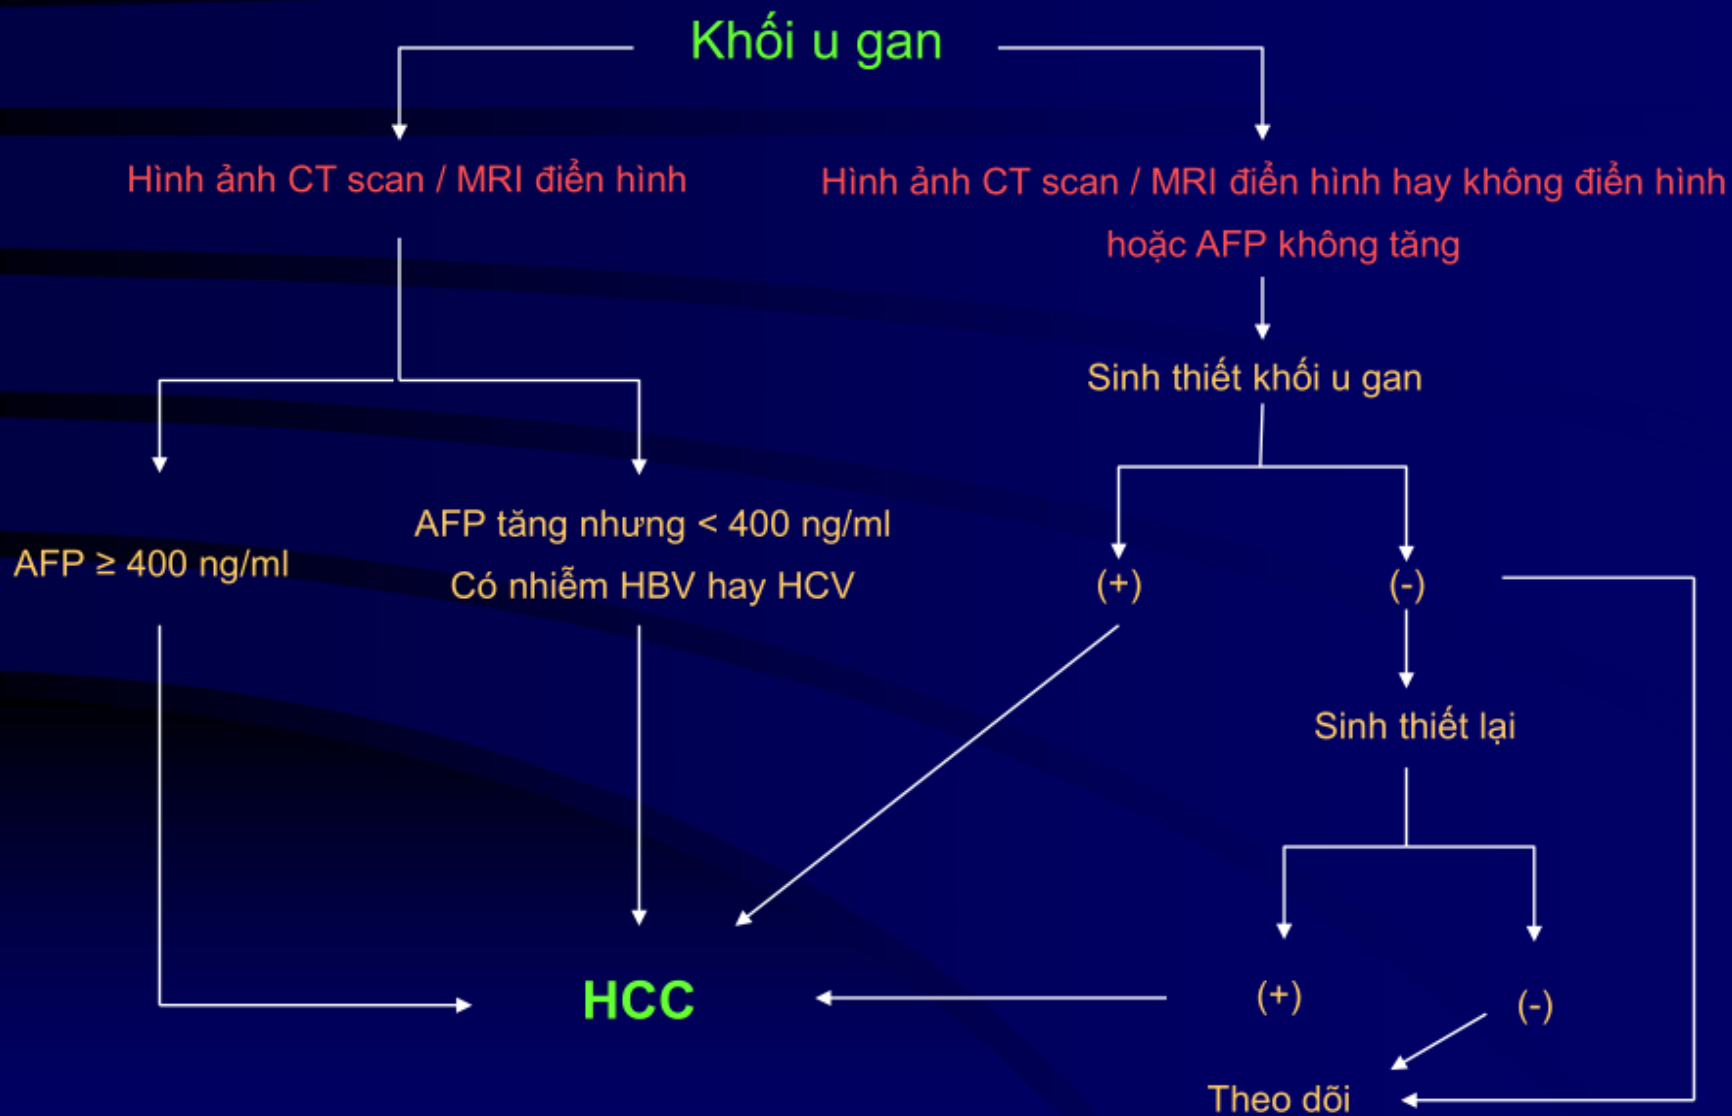 Khối u gan
Hình ảnh CT scan / MRI điển hình
Hình ảnh CT scan / MRI điển hình hay không điển hình
hoặc AFP không tăng
Sinh thiết khối u gan
AFP ≥ 400 ng/ml
AFP tăng nhưng < 400 ng/ml
Có nhiễm HBV hay HCV
(+)
(-)
Sinh thiết lại
HCC
(+)
(-)
Theo dõi